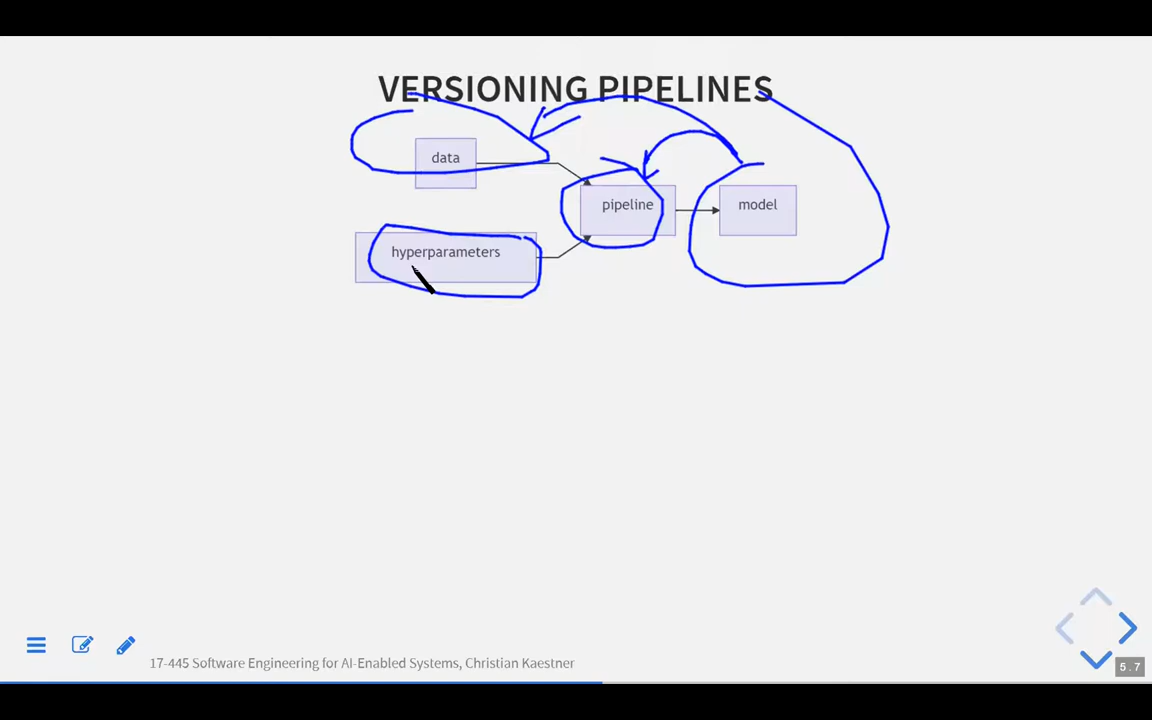 VERSIONING PIPELINES
data
pipeline
model
hyperparameters
17-445 Software Engineering for AI-Enabled Systems, Christian Kaestner
5.7